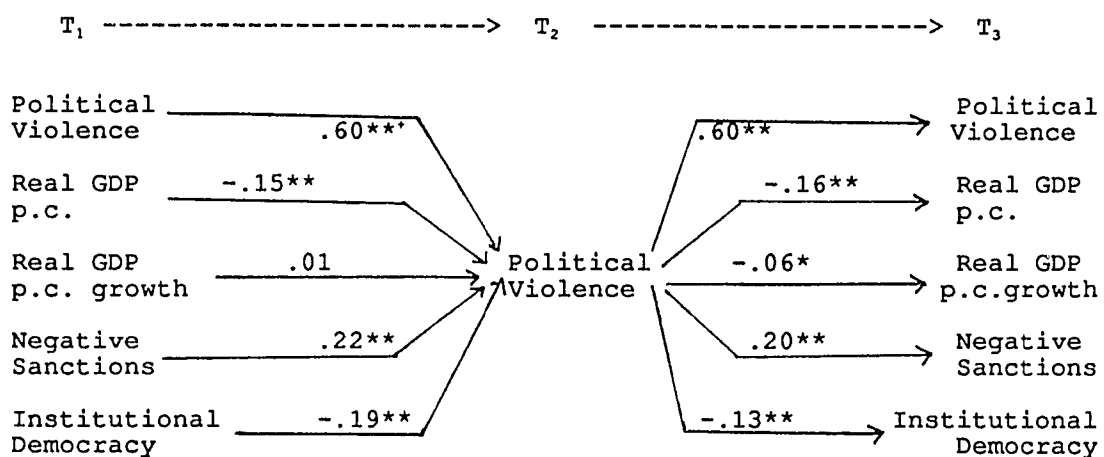 T₁ -----------------------> T₂ --------------------> T₃
Political Political
Violence .60**⁺ .60** Violence
Real GDP -.15** -.16** Real GDP
p.c. p.c.
Real GDP .01 Political -.06* Real GDP
p.c. growth Violence p.c.growth
Negative .22** .20** Negative
Sanctions Sanctions
Institutional -.19** -.13** Institutional
Democracy Democracy